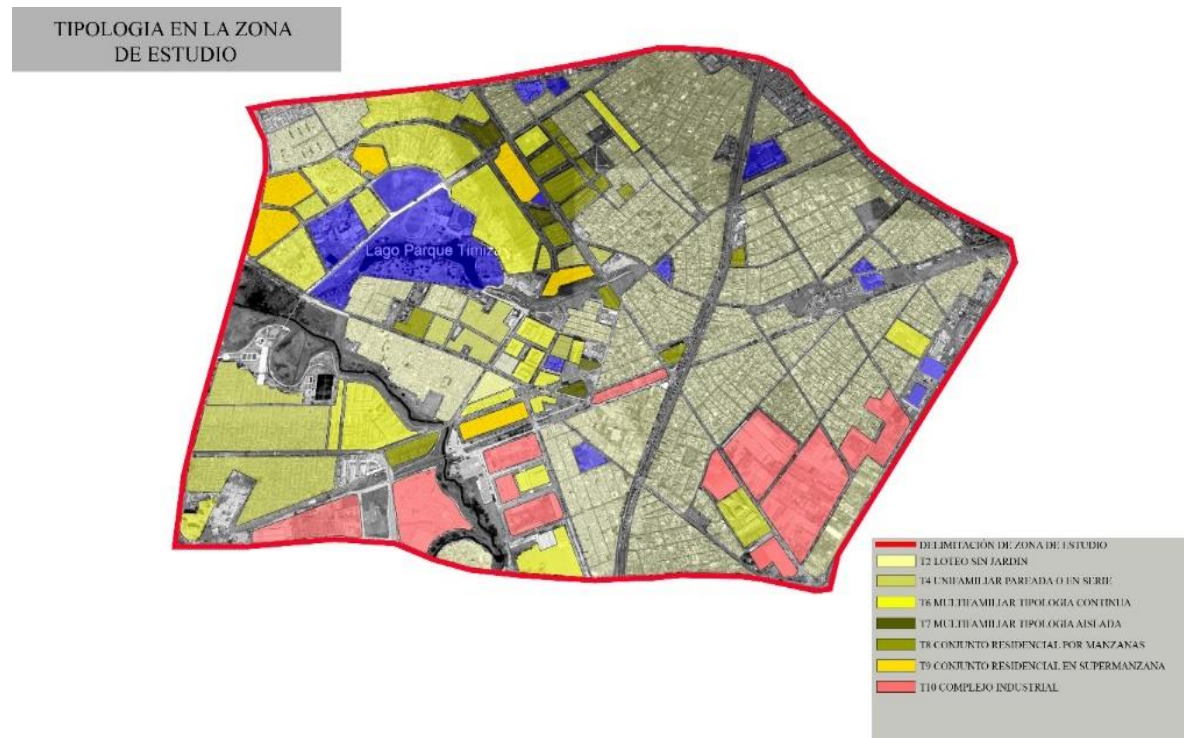 TIPOLOGIA EN LA ZONA
DE ESTUDIO
Lago Parque Timiza
DELIMITACIÓN DE ZONA DE ESTUDIO
T2 LOTEO SIN JARDIN
T4 UNIFAMILIAR PAREADA O EN SERIE
T6 MULTIFAMILIAR TIPOLOGIA CONTINUA
T7 MULTIFAMILIAR TIPOLOGIA AISLADA
T8 CONJUNTO RESIDENCIAL POR MANZANAS
T9 CONJUNTO RESIDENCIAL EN SUPERMANZANA
T10 COMPLEJO INDUSTRIAL